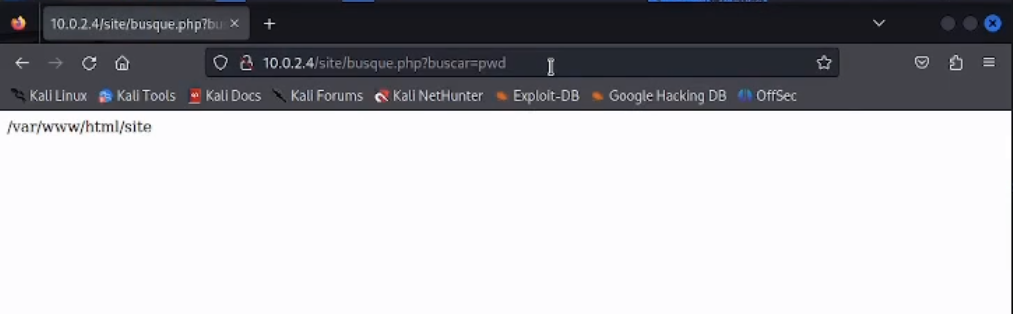 10.0.2.4/site/busque.php?bu
10.0.2.4/site/busque.php?buscar=pwd
Kali Linux Kali Tools Kali Docs Kali Forums Kali NetHunter Exploit-DB Google Hacking DB OffSec
/var/www/html/site